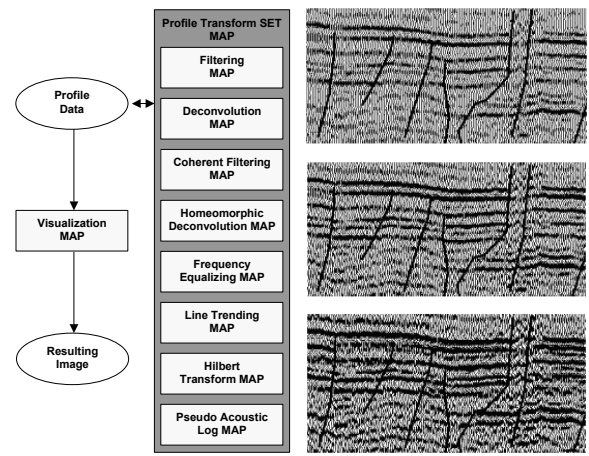 Profile Transform SET
MAP
Filtering
MAP
Profile
Data
Deconvolution
MAP
Coherent Filtering
MAP
Visualization
MAP
Homeomorphic
Deconvolution MAP
Frequency
Equalizing MAP
Line Trending
MAP
Resulting
Image
Hilbert
Transform MAP
Pseudo Acoustic
Log MAP